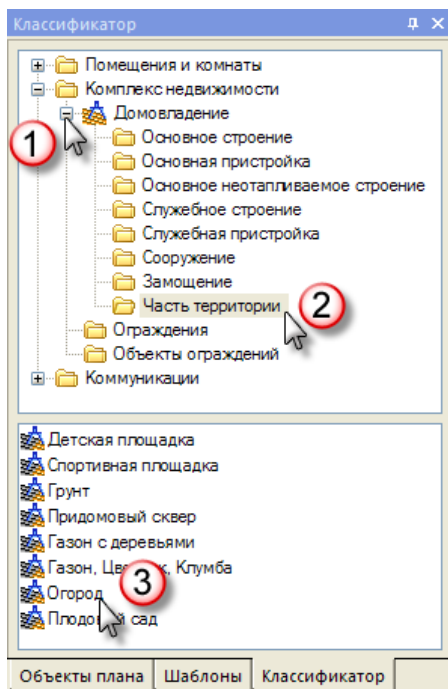 Классификатор
Помещения и комнаты
Комплекс недвижимости
Домовладение
1
Основное строение
Основная пристройка
Основное неотапливаемое строение
Служебное строение
Служебная пристройка
Сооружение
Замощение
Часть территории
2
Ограждения
Объекты ограждений
Коммуникации
Детская площадка
Спортивная площадка
Грунт
Придомовый сквер
Газон с деревьями
Газон, Клумба
Огород
3
сад
Объекты плана Шаблоны Классификатор